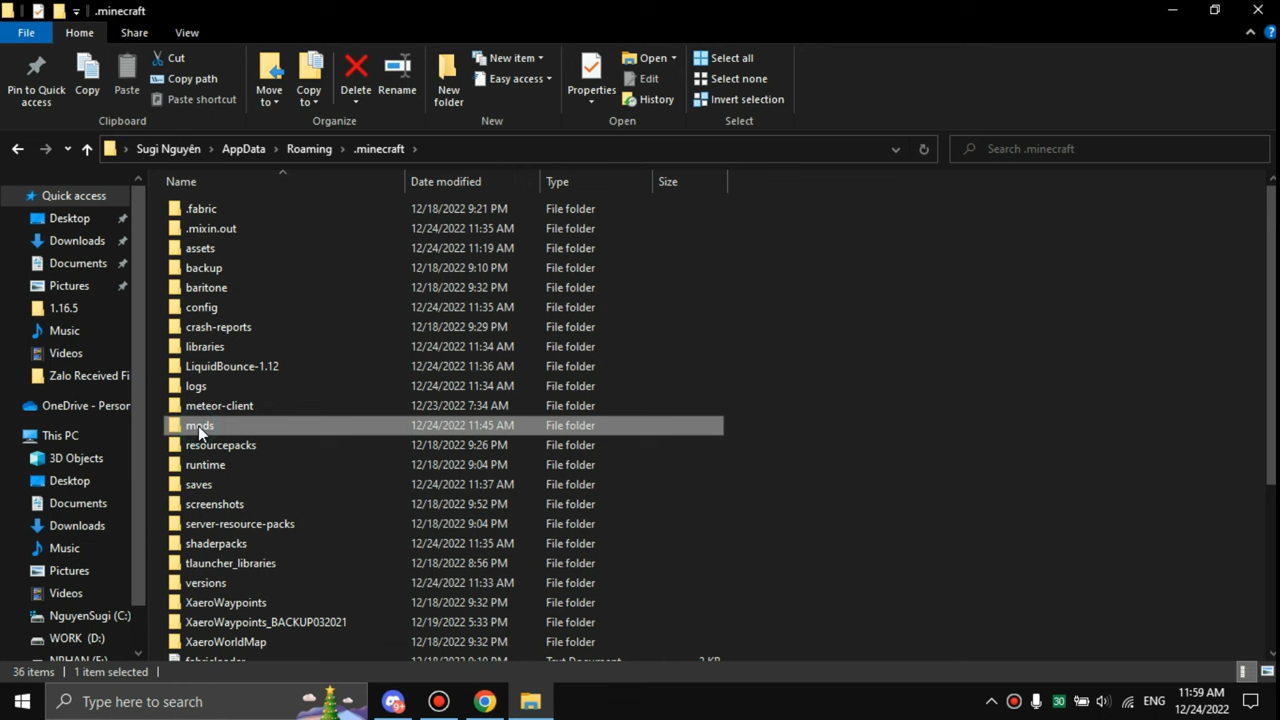 .minecraft
File Home Share View
Pin to Quick access
Copy
Paste
Cut
Copy path
Paste shortcut
Clipboard
Move to
Copy to
Delete
Rename
Organize
New folder
New item
Easy access
New
Properties
Open
Edit
History
Open
Select all
Select none
Invert selection
Select
Sugi Nguyên > AppData > Roaming > .minecraft >
Search .minecraft
Quick access
Desktop
Downloads
Documents
Pictures
1.16.5
Music
Videos
Zalo Received Fi
OneDrive - Person
This PC
3D Objects
Desktop
Documents
Downloads
Music
Pictures
Videos
NguyenSugi (C:)
WORK (D:)
Name Date modified Type Size
.fabric 12/18/2022 9:21 PM File folder
.mixin.out 12/24/2022 11:35 AM File folder
assets 12/24/2022 11:19 AM File folder
backup 12/18/2022 9:10 PM File folder
baritone 12/18/2022 9:32 PM File folder
config 12/24/2022 11:35 AM File folder
crash-reports 12/18/2022 9:29 PM File folder
libraries 12/24/2022 11:34 AM File folder
LiquidBounce-1.12 12/24/2022 11:36 AM File folder
logs 12/24/2022 11:34 AM File folder
meteor-client 12/23/2022 7:34 AM File folder
mods 12/24/2022 11:45 AM File folder
resourcepacks 12/18/2022 9:26 PM File folder
runtime 12/18/2022 9:04 PM File folder
saves 12/24/2022 11:37 AM File folder
screenshots 12/18/2022 9:52 PM File folder
server-resource-packs 12/18/2022 9:04 PM File folder
shaderpacks 12/24/2022 11:35 AM File folder
tlauncher_libraries 12/18/2022 8:56 PM File folder
versions 12/24/2022 11:33 AM File folder
XaeroWaypoints 12/18/2022 9:32 PM File folder
XaeroWaypoints_BACKUP032021 12/19/2022 5:33 PM File folder
XaeroWorldMap 12/18/2022 9:32 PM File folder
36 items 1 item selected
Type here to search
9+
30
ENG
11:59 AM
12/24/2022